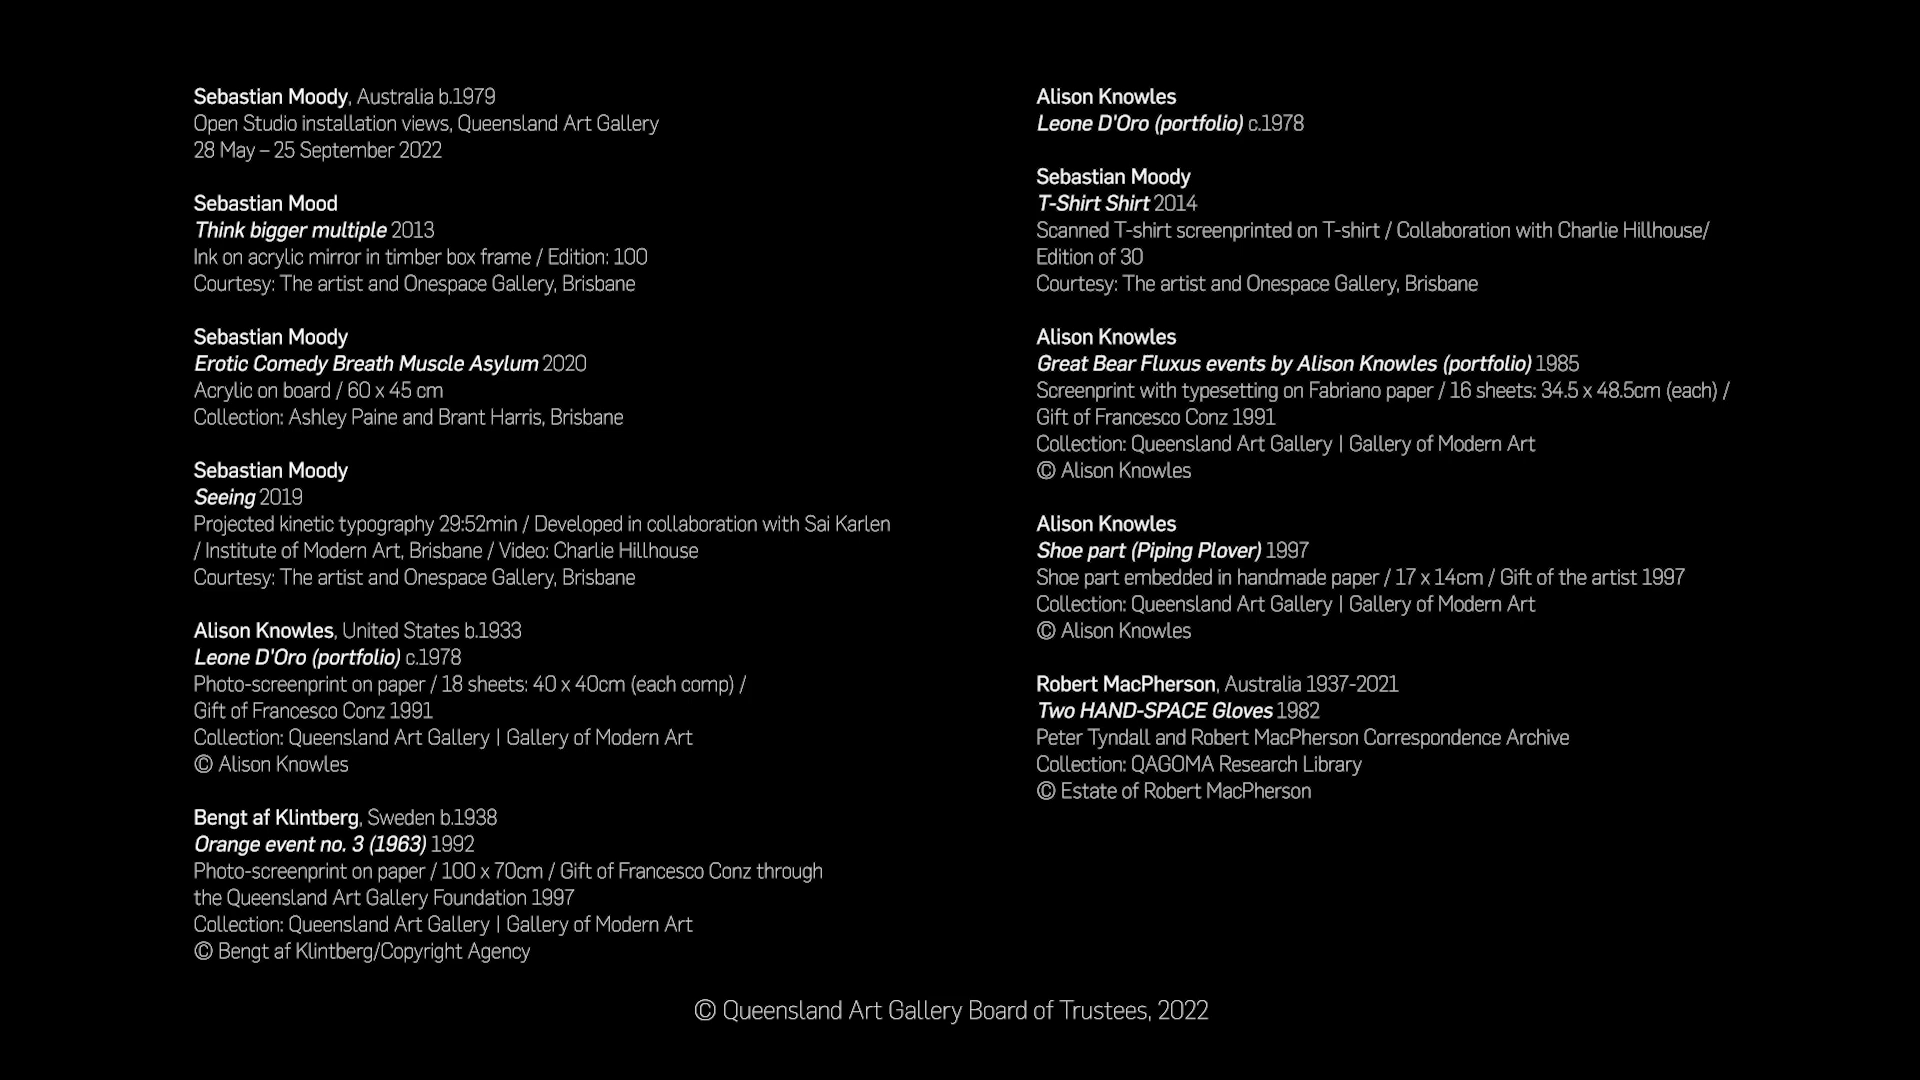 Sebastian Moody, Australia b.1979
Open Studio installation views, Queensland Art Gallery
28 May – 25 September 2022
Sebastian Mood
Think bigger multiple 2013
Ink on acrylic mirror in timber box frame / Edition: 100
Courtesy: The artist and Onespace Gallery, Brisbane
Sebastian Moody
Erotic Comedy Breath Muscle Asylum 2020
Acrylic on board / 60 x 45 cm
Collection: Ashley Paine and Brant Harris, Brisbane
Sebastian Moody
Seeing 2019
Projected kinetic typography 29:52min / Developed in collaboration with Sai Karlen
/ Institute of Modern Art, Brisbane / Video: Charlie Hillhouse
Courtesy: The artist and Onespace Gallery, Brisbane
Alison Knowles, United States b.1933
Leone D'Oro (portfolio) c.1978
Photo-screenprint on paper / 18 sheets: 40 x 40cm (each comp) /
Gift of Francesco Conz 1991
Collection: Queensland Art Gallery | Gallery of Modern Art
© Alison Knowles
Bengt af Klintberg, Sweden b.1938
Orange event no. 3 (1963) 1992
Photo-screenprint on paper / 100 x 70cm / Gift of Francesco Conz through
the Queensland Art Gallery Foundation 1997
Collection: Queensland Art Gallery | Gallery of Modern Art
© Bengt af Klintberg/Copyright Agency
Alison Knowles
Leone D'Oro (portfolio) c.1978
Sebastian Moody
T-Shirt Shirt 2014
Scanned T-shirt screenprinted on T-shirt / Collaboration with Charlie Hillhouse/
Edition of 30
Courtesy: The artist and Onespace Gallery, Brisbane
Alison Knowles
Great Bear Fluxus events by Alison Knowles (portfolio) 1985
Screenprint with typesetting on Fabriano paper / 16 sheets: 34.5 x 48.5cm (each) /
Gift of Francesco Conz 1991
Collection: Queensland Art Gallery | Gallery of Modern Art
© Alison Knowles
Alison Knowles
Shoe part (Piping Plover) 1997
Shoe part embedded in handmade paper / 17 x 14cm / Gift of the artist 1997
Collection: Queensland Art Gallery | Gallery of Modern Art
© Alison Knowles
Robert MacPherson, Australia 1937-2021
Two HAND-SPACE Gloves 1982
Peter Tyndall and Robert MacPherson Correspondence Archive
Collection: QAGOMA Research Library
© Estate of Robert MacPherson
© Queensland Art Gallery Board of Trustees, 2022